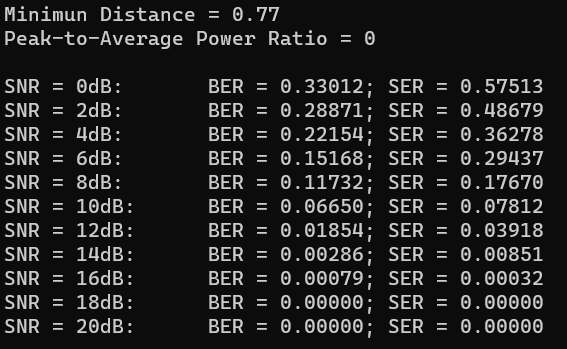 Minimun Distance = 0.77
Peak-to-Average Power Ratio = 0
SNR = 0dB: BER = 0.33012; SER = 0.57513
SNR = 2dB: BER = 0.28871; SER = 0.48679
SNR = 4dB: BER = 0.22154; SER = 0.36278
SNR = 6dB: BER = 0.15168; SER = 0.29437
SNR = 8dB: BER = 0.11732; SER = 0.17670
SNR = 10dB: BER = 0.06650; SER = 0.07812
SNR = 12dB: BER = 0.01854; SER = 0.03918
SNR = 14dB: BER = 0.00286; SER = 0.00851
SNR = 16dB: BER = 0.00079; SER = 0.00032
SNR = 18dB: BER = 0.00000; SER = 0.00000
SNR = 20dB: BER = 0.00000; SER = 0.00000